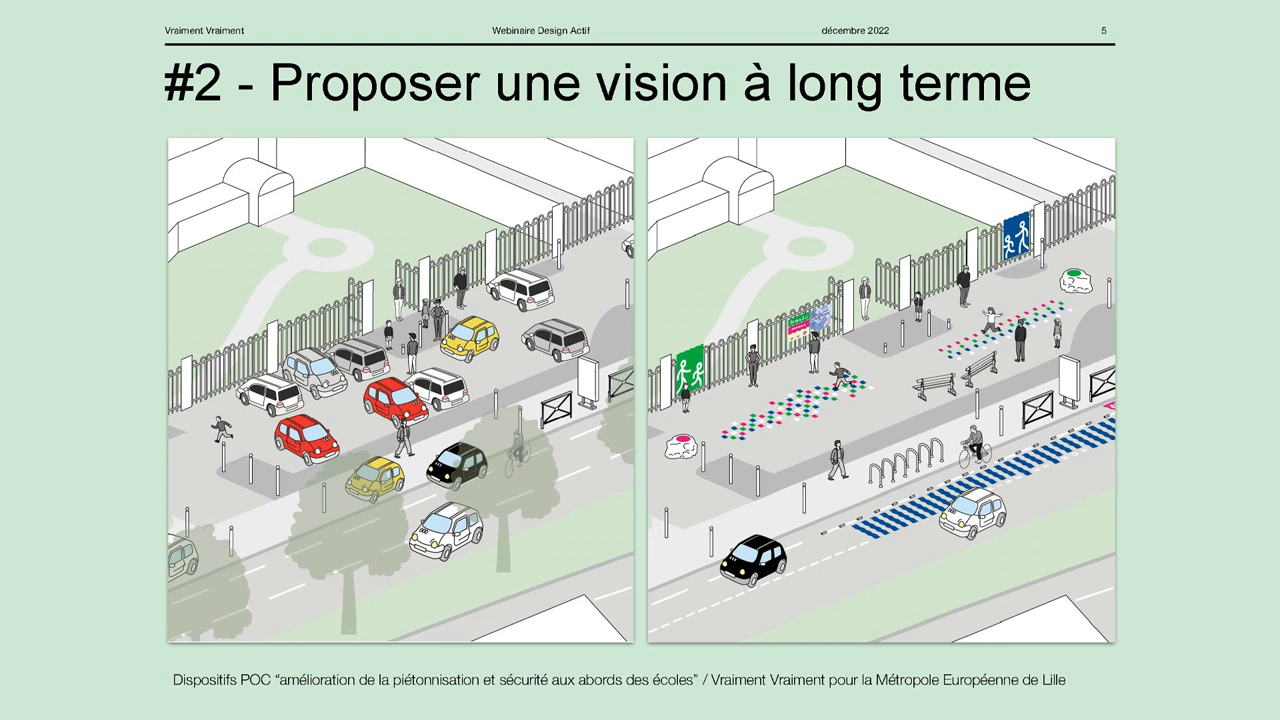 Vraiment Vraiment
Webinaire Design Actif
décembre 2022
5
#2 - Proposer une vision à long terme
Dispositifs POC “amélioration de la piétonnisation et sécurité aux abords des écoles” / Vraiment Vraiment pour la Métropole Européenne de Lille